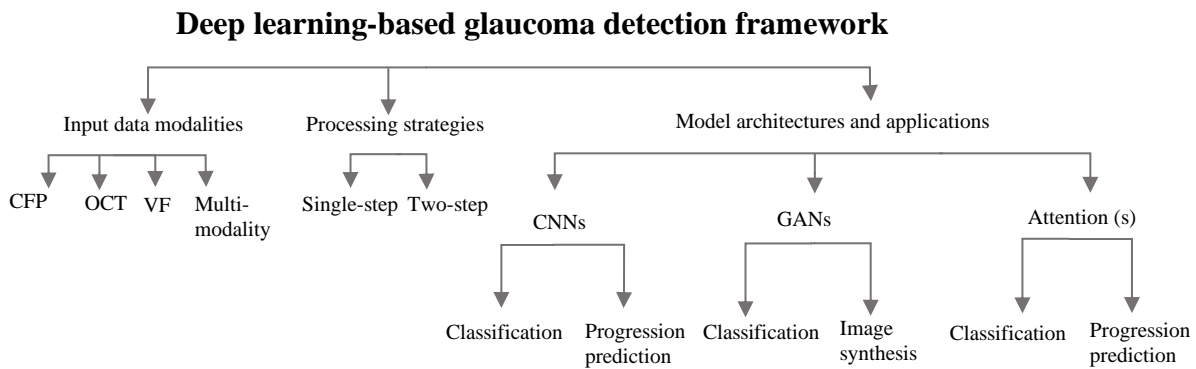 Deep learning-based glaucoma detection framework
Input data modalities
Processing strategies
Model architectures and applications
CFP
OCT
VF
Multi-
modality
Single-step
Two-step
CNNs
GANs
Attention (s)
Classification
Progression
prediction
Classification
Image
synthesis
Classification
Progression
prediction